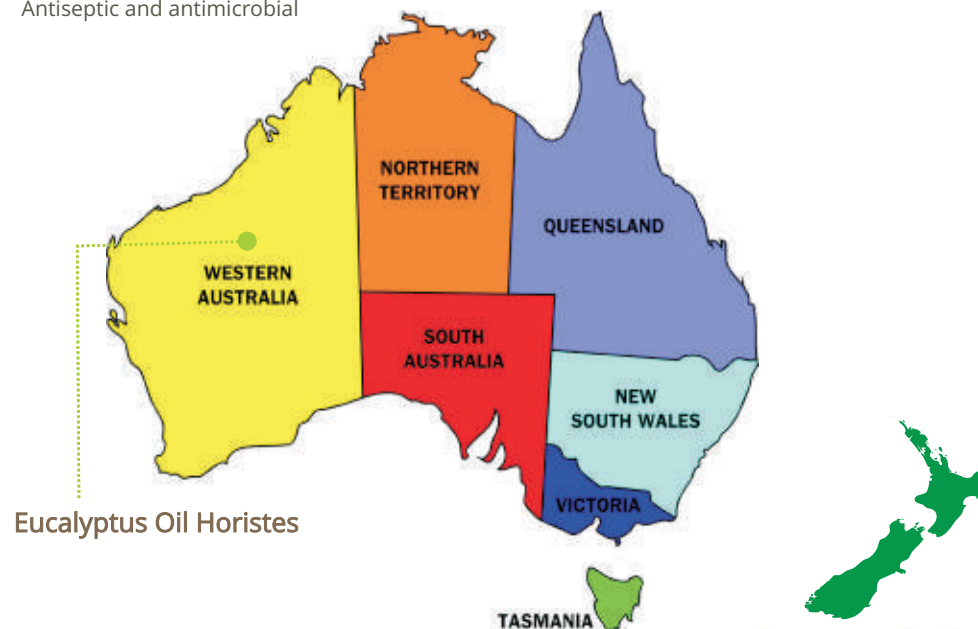 Antiseptic and antimicrobial
NORTHERN
TERRITORY
QUEENSLAND
WESTERN
AUSTRALIA
SOUTH
AUSTRALIA
NEW
SOUTH WALES
VICTORIA
Eucalyptus Oil Horistes
TASMANIA